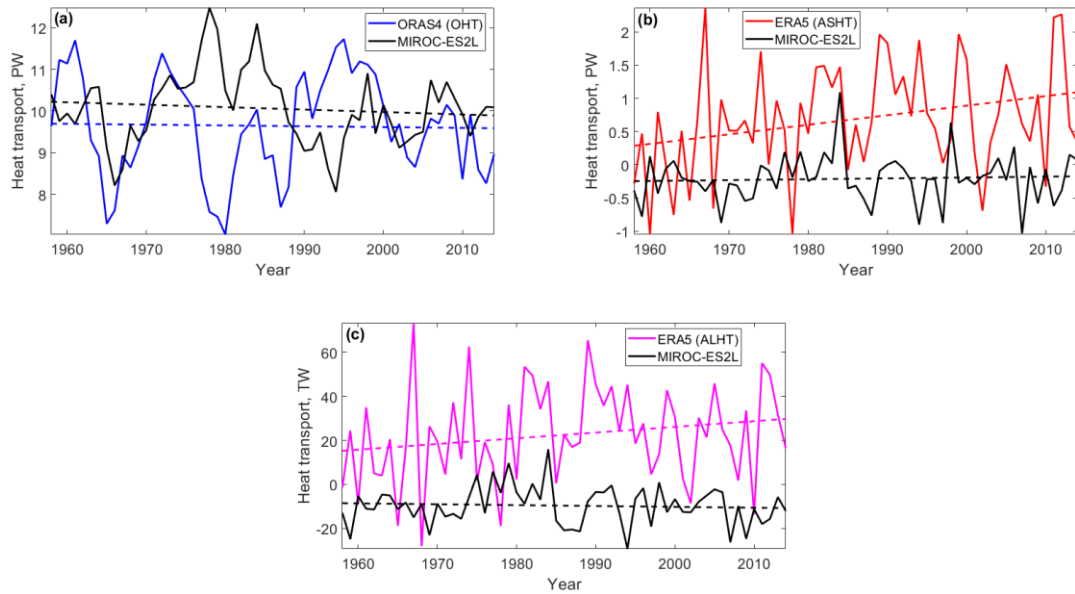 (a)
ORAS4 (OHT)
MIROC-ES2L
Heat transport, PW
12
11
10
9
8
1960 1970 1980 1990 2000 2010
Year
(b)
ERA5 (ASHT)
MIROC-ES2L
Heat transport, PW
2
1.5
1
0.5
0
-0.5
-1
1960 1970 1980 1990 2000 2010
Year
(c)
ERA5 (ALHT)
MIROC-ES2L
Heat transport, TW
60
40
20
0
-20
1960 1970 1980 1990 2000 2010
Year